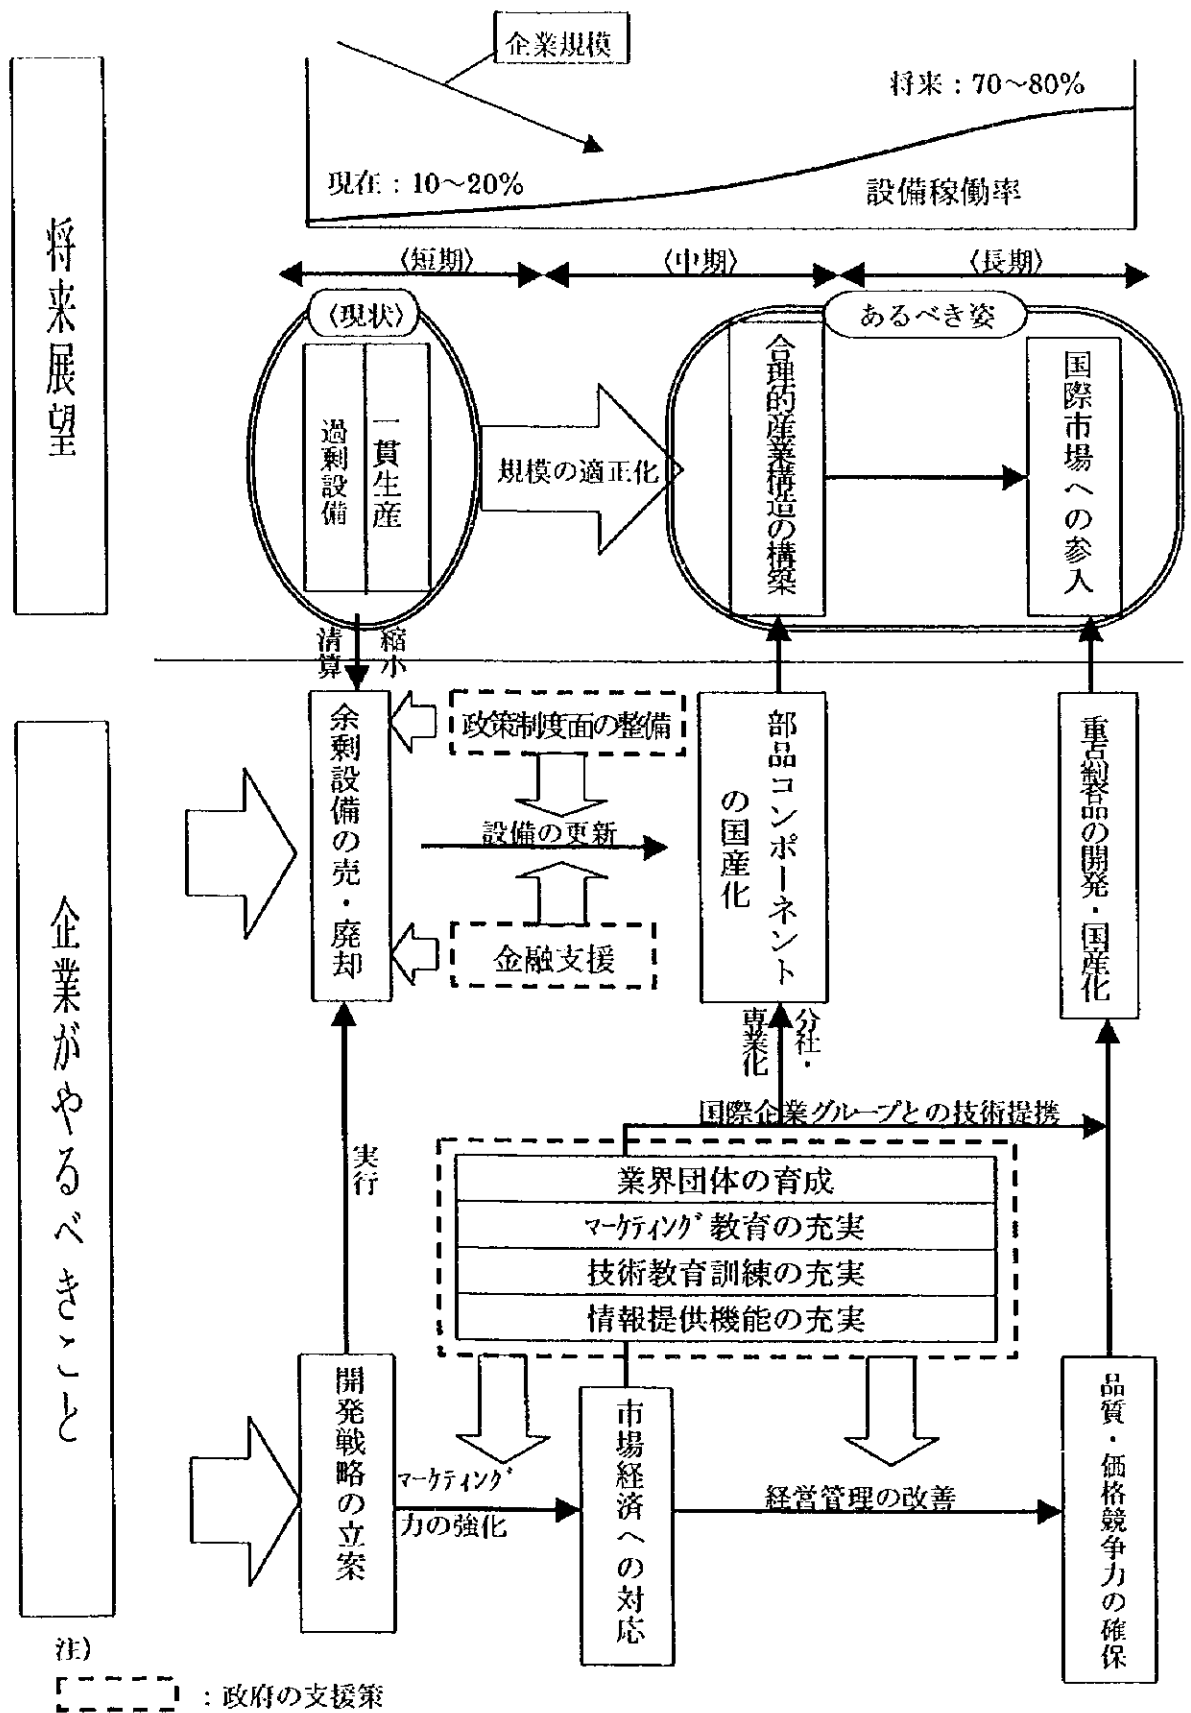 企業規模
将来：70～80%
現在：10～20%
設備稼働率
将来展望
〈短期〉
〈中期〉
〈長期〉
〈現状〉
あるべき姿
一貫生産
過剰設備
規模の適正化
合理的産業構造の構築
国際市場への参入
清算
縮小
企業がやるべきこと
余剰設備の売・廃却
政策制度面の整備
設備の更新
金融支援
部品コンポーネント
の国産化
重点製品の開発・国産化
分社・
専業化
国際企業グループとの技術提携
実行
業界団体の育成
マーケティング教育の充実
技術教育訓練の充実
情報提供機能の充実
開発戦略の立案
マーケティング
力の強化
市場経済への対応
経営管理の改善
品質・価格競争力の確保
注）
：政府の支援策